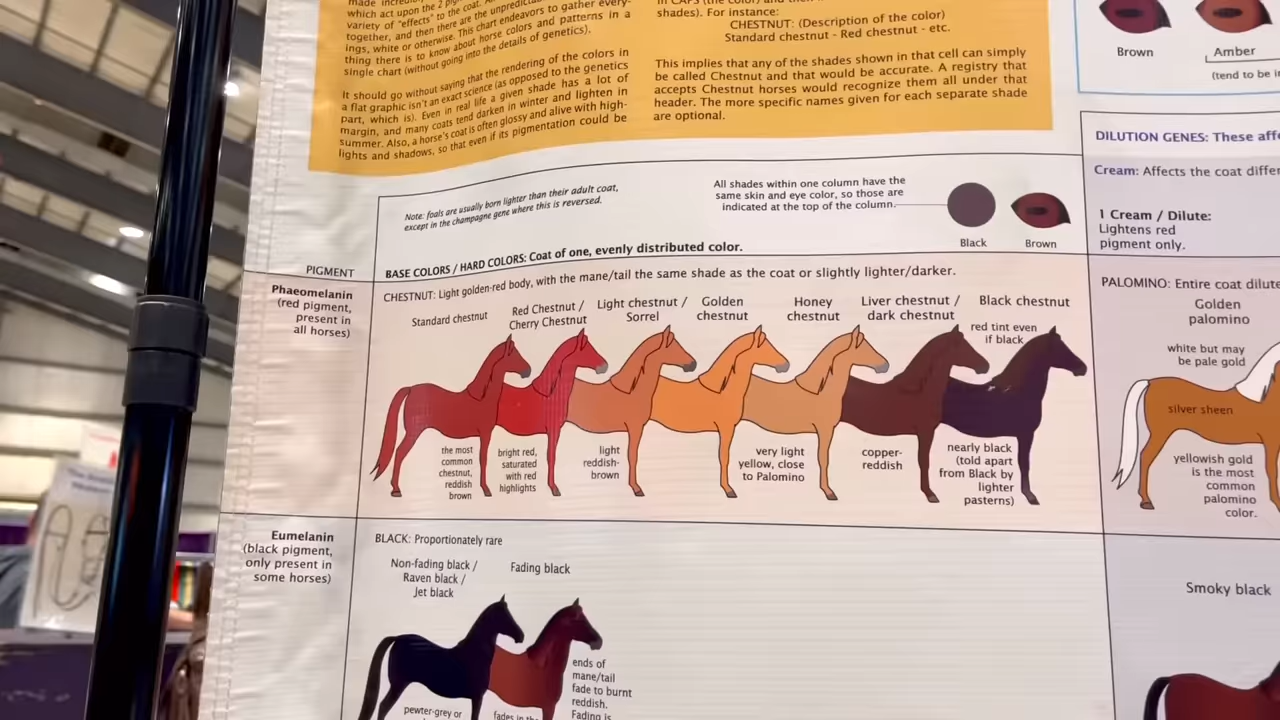 which act upon the 2
variety of "effects" to the coat.
together, and then there are the unpredic
ings, white or otherwise. This chart endeavors to gather every-
thing there is to know about horse colors and patterns in a
single chart (without going into the details of genetics).
It should go without saying that the rendering of the colors in
a flat graphic isn't an exact science (as opposed to the genetics
part, which is). Even in real life a given shade has a lot of
margin, and many coats tend darken in winter and lighten in
summer. Also, a horse's coat is often glossy and alive with high-
lights and shadows, so that even if its pigmentation could be
shades). For instance:
CHESTNUT: (Description of the color)
Standard chestnut - Red chestnut - etc.
This implies that any of the shades shown in that cell can simply
be called Chestnut and that would be accurate. A registry that
accepts Chestnut horses would recognize them all under that
header. The more specific names given for each separate shade
are optional.
Brown
Amber
(tend to be i
Note: foals are usually born lighter than their adult coat,
except in the champagne gene where this is reversed.
All shades within one column have the
same skin and eye color, so those are
indicated at the top of the column.
Black
Brown
DILUTION GENES: These aff
Cream: Affects the coat differ
1 Cream / Dilute:
Lightens red
pigment only.
PIGMENT
BASE COLORS / HARD COLORS: Coat of one, evenly distributed color.
Phaeomelanin
(red pigment,
present in
all horses)
CHESTNUT: Light golden-red body, with the mane/tail the same shade as the coat or slightly lighter/darker.
Standard chestnut
Red Chestnut /
Cherry Chestnut
Light chestnut /
Sorrel
Golden
chestnut
Honey
chestnut
Liver chestnut /
dark chestnut
Black chestnut
red tint even
if black
the most
common
chestnut,
reddish
brown
bright red,
saturated
with red
highlights
light
reddish-
brown
very light
yellow, close
to Palomino
copper-
reddish
nearly black
(told apart
from Black by
lighter
pasterns)
PALOMINO: Entire coat dilute
Golden
palomino
white but may
be pale gold
silver sheen
yellowish gold
is the most
common
palomino
color.
Eumelanin
(black pigment,
only present in
some horses)
BLACK: Proportionately rare
Non-fading black /
Raven black /
Jet black
Fading black
pewter-grey or
fades in the
ends of
mane/tail
fade to burnt
reddish.
Fading is
Smoky black